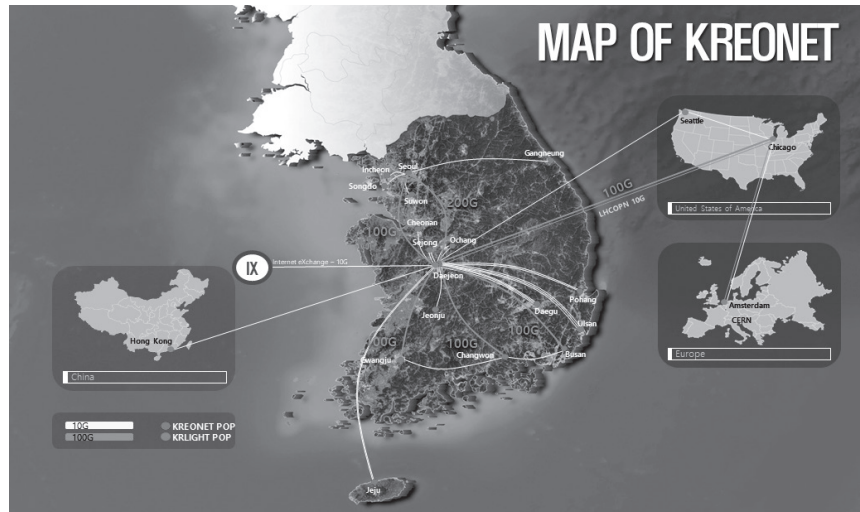 MAP OF KREONET
Seattle
Chicago
United States of America
100G
LHCOPN 10G
Gangneung
Incheon
Seoul
Songdo
Suwon
200G
Cheonan
100G
Sejong
Ochang
IX
Internet eXchange – 10G
Daejeon
Pohang
Daegu
Ulsan
Jeonju
100G
00G
100G
Gwangju
Changwon
Busan
Jeju
Hong Kong
China
Amsterdam
CERN
Europe
10G
KREONET POP
100G
KRLIGHT POP